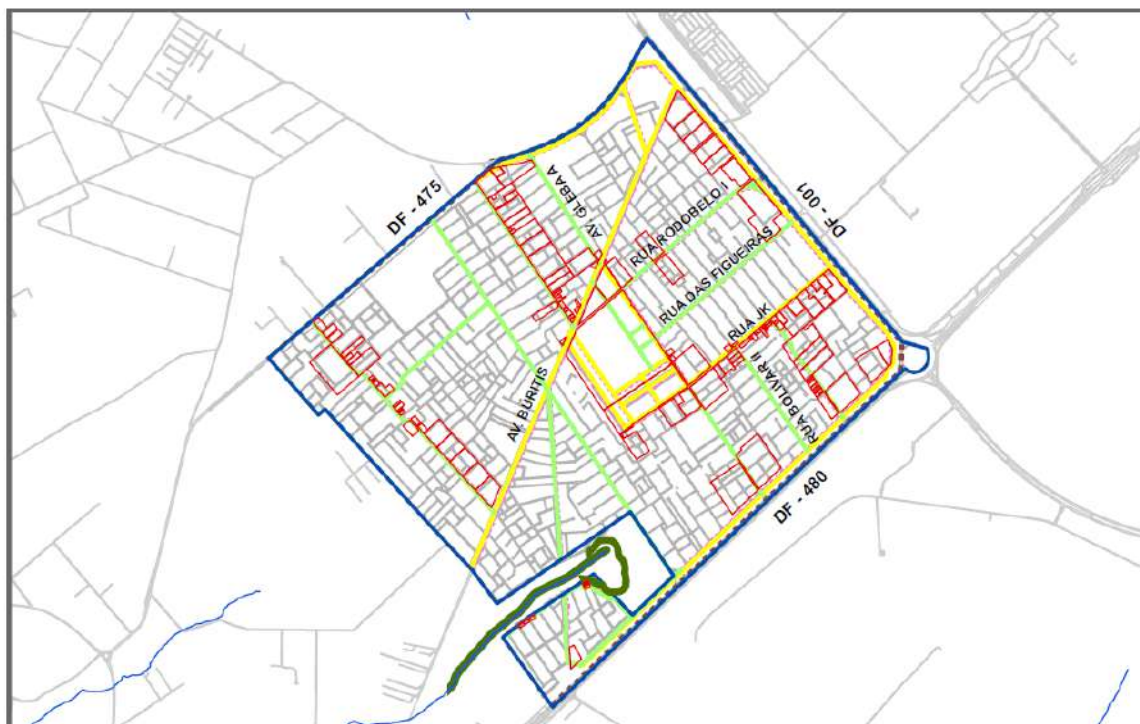 DF - 475
AV. GLEBA A
RUA RODOBELO I
DF - 001
RUA DAS FIGUEIRAS
RUA JK
RUA BOLIVAR II
AV. BURITIS
DF - 480